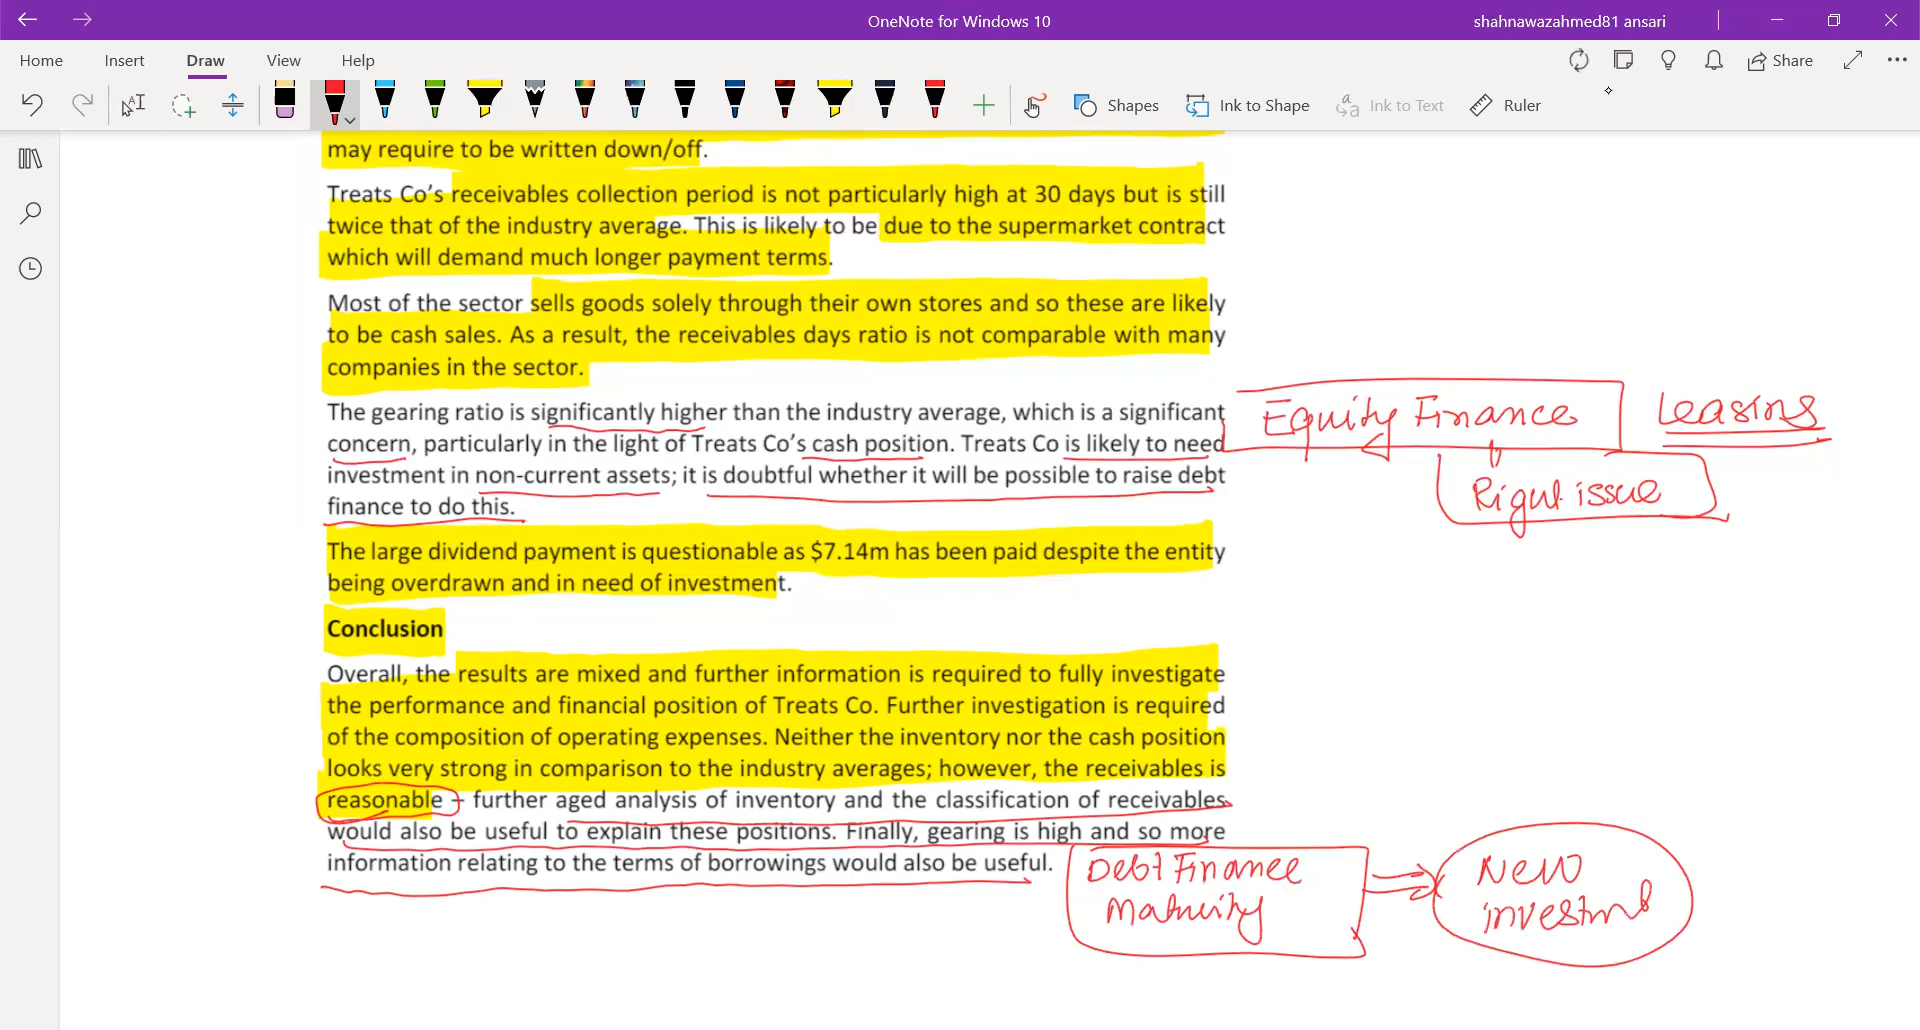 OneNote for Windows 10
shahnawazahmed81 ansari
Home Insert Draw View Help
Share
Shapes Ink to Shape Ink to Text Ruler
may require to be written down/off.
Treats Co's receivables collection period is not particularly high at 30 days but is still
twice that of the industry average. This is likely to be due to the supermarket contract
which will demand much longer payment terms.
Most of the sector sells goods solely through their own stores and so these are likely
to be cash sales. As a result, the receivables days ratio is not comparable with many
companies in the sector.
The gearing ratio is significantly higher than the industry average, which is a significant
concern, particularly in the light of Treats Co's cash position. Treats Co is likely to need
investment in non-current assets; it is doubtful whether it will be possible to raise debt
finance to do this.
Equity Finance
Leasing
Right issue
The large dividend payment is questionable as $7.14m has been paid despite the entity
being overdrawn and in need of investment.
Conclusion
Overall, the results are mixed and further information is required to fully investigate
the performance and financial position of Treats Co. Further investigation is required
of the composition of operating expenses. Neither the inventory nor the cash position
looks very strong in comparison to the industry averages; however, the receivables is
reasonable – further aged analysis of inventory and the classification of receivables
would also be useful to explain these positions. Finally, gearing is high and so more
information relating to the terms of borrowings would also be useful.
Debt Finance
Maturity
New